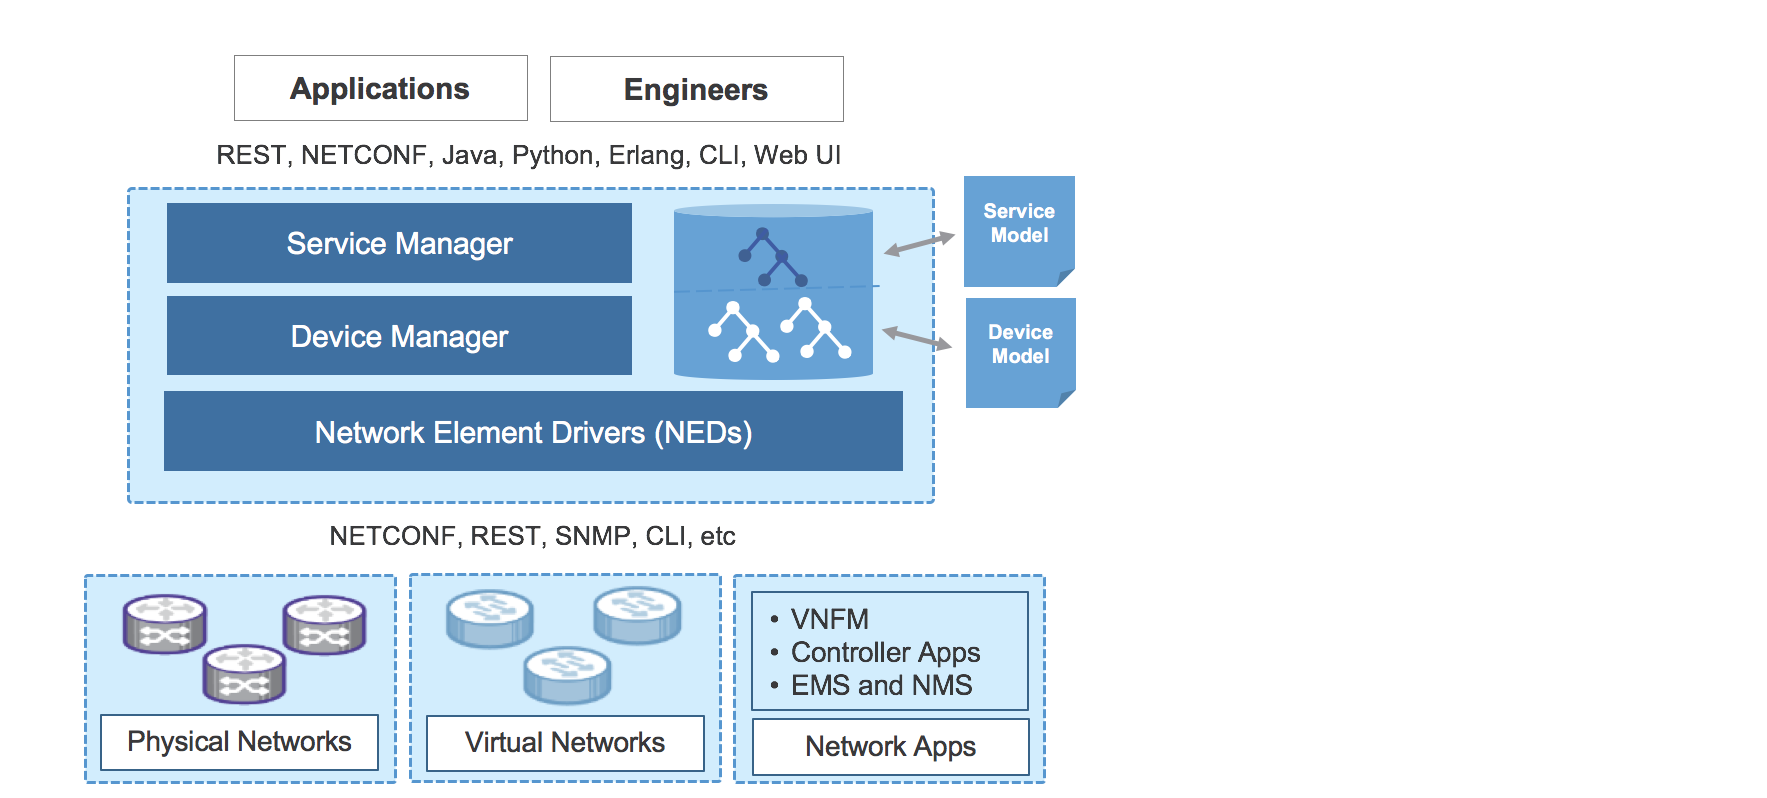 Applications
Engineers
REST, NETCONF, Java, Python, Erlang, CLI, Web UI
Service Manager
Device Manager
Network Element Drivers (NEDs)
Service
Model
Device
Model
NETCONF, REST, SNMP, CLI, etc
Physical Networks
Virtual Networks
• VNFM
• Controller Apps
• EMS and NMS
Network Apps